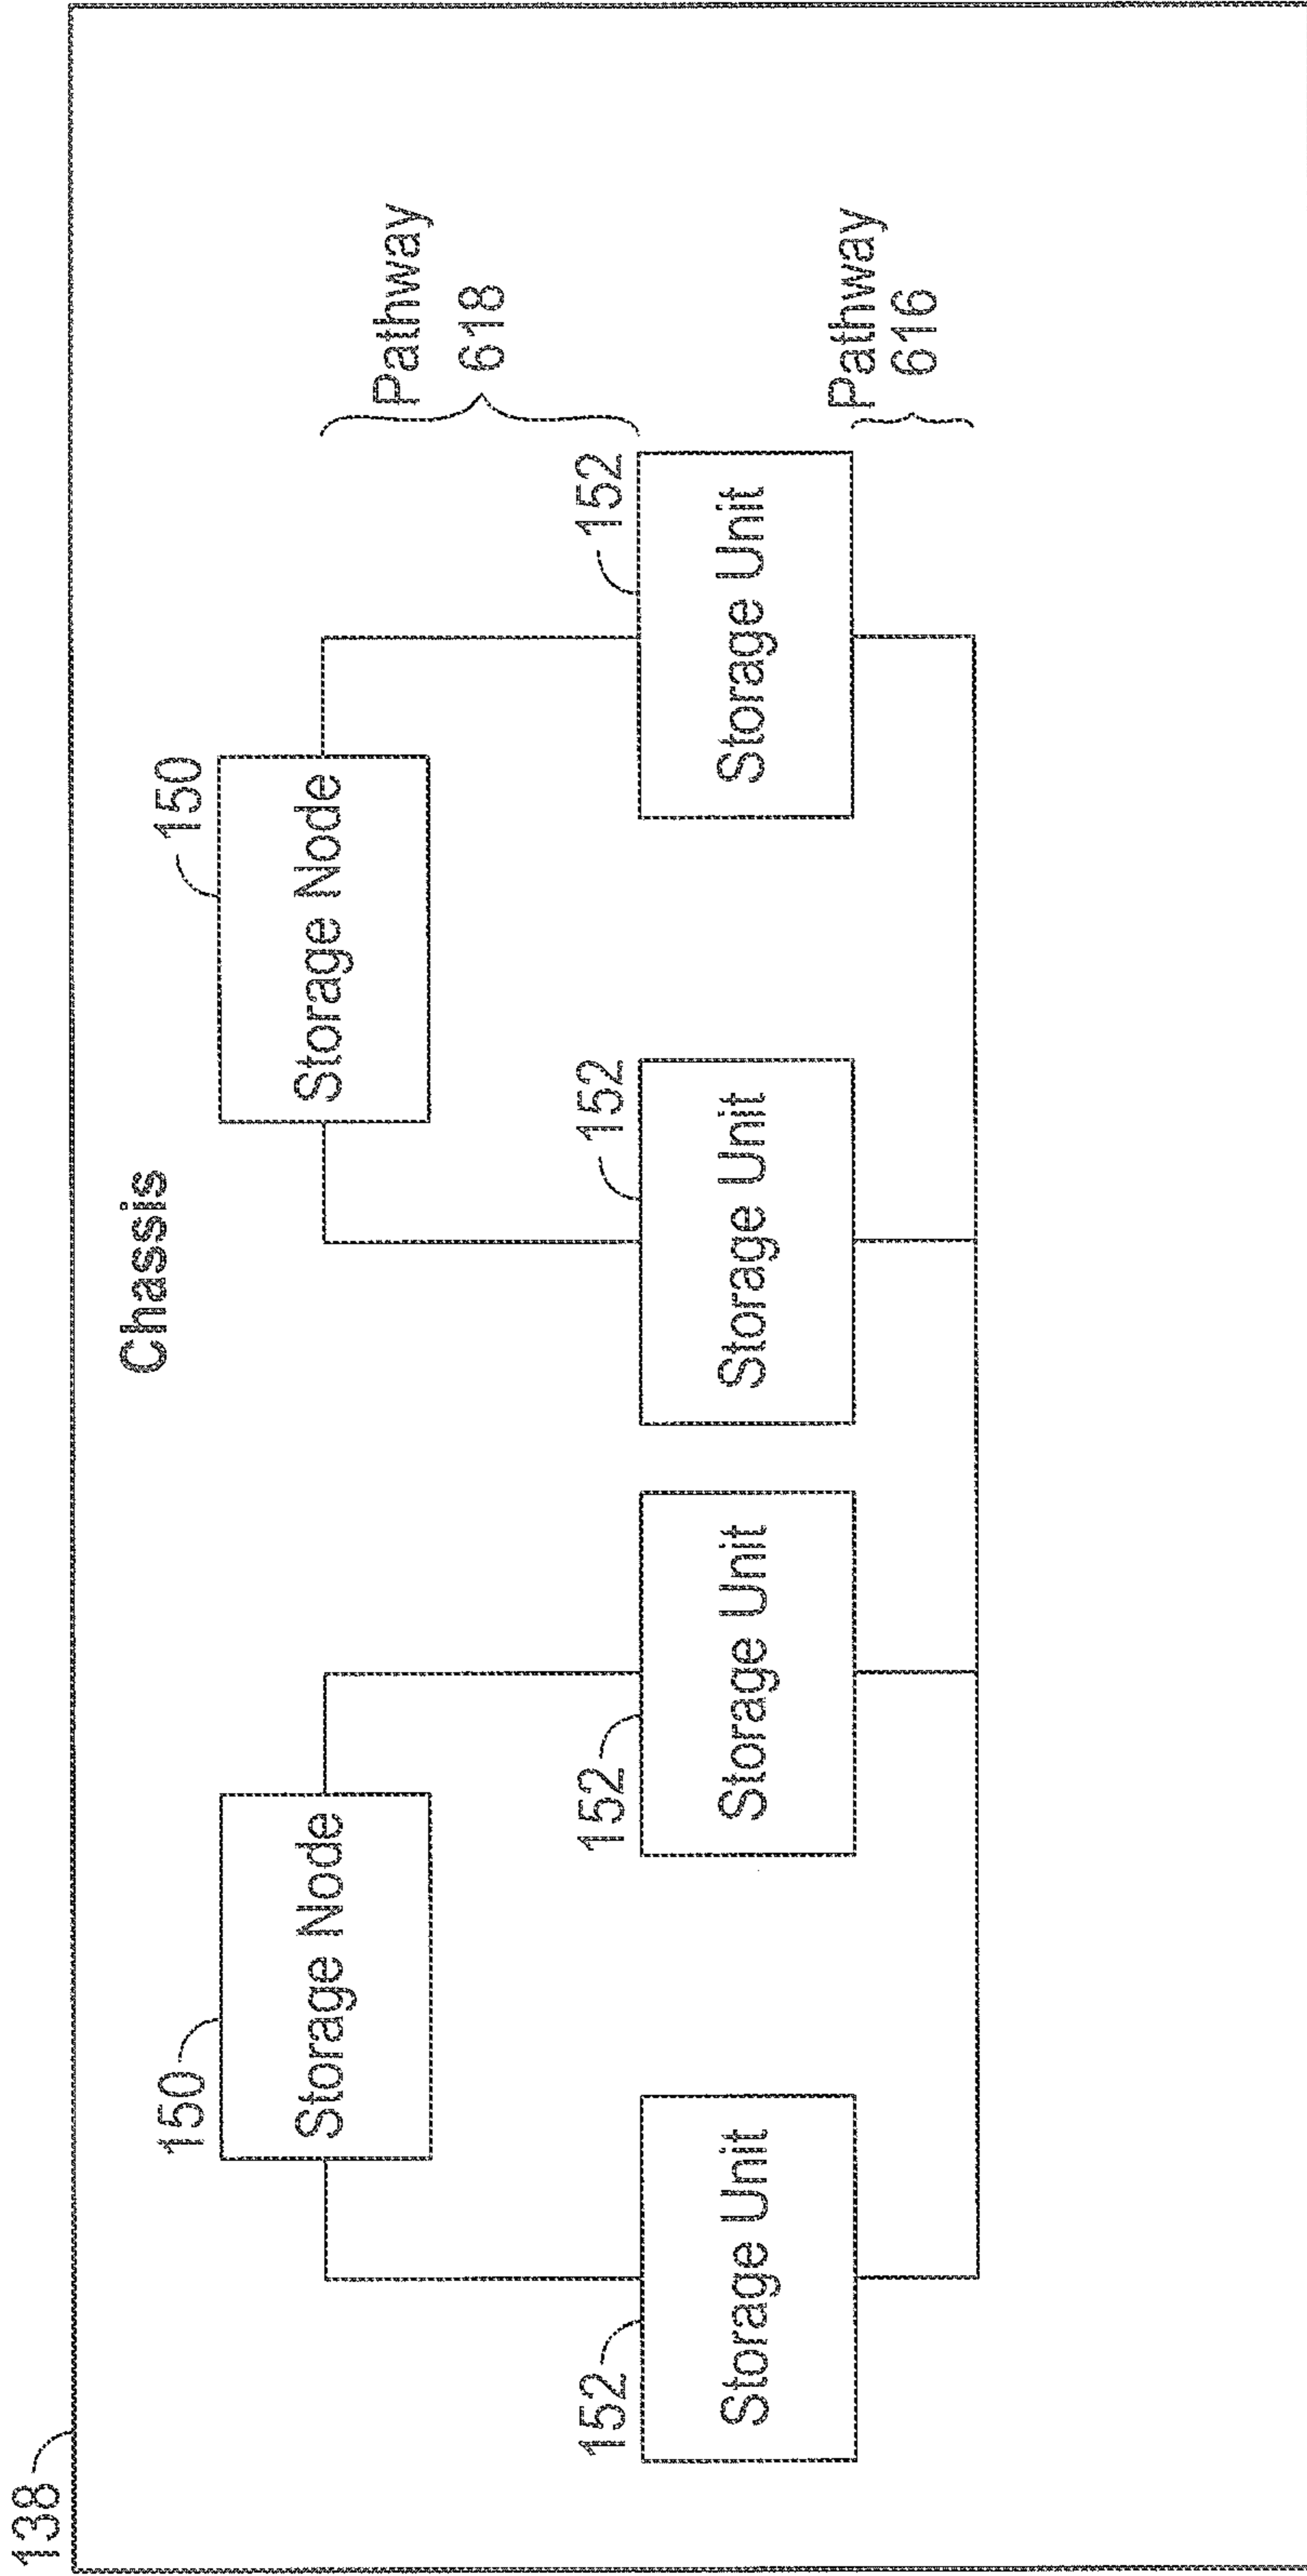 138
Chassis
150
Storage Node
150
Storage Node
Pathway
618
152
Storage Unit
152
Storage Unit
152
Storage Unit
152
Storage Unit
Pathway
616